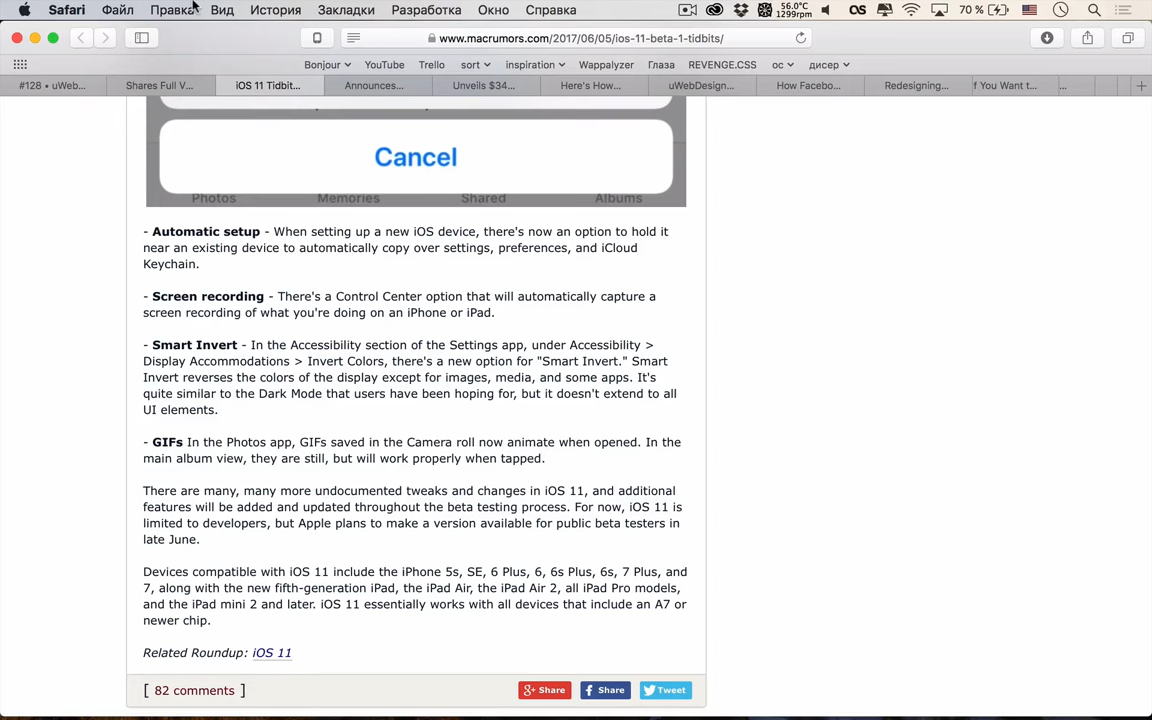 Safari Файл Правка Вид История Закладки Разработка Окно Справка 56.0°C 1299rpm OS 70 %
www.macrumors.com/2017/06/05/ios-11-beta-1-tidbits/
Bonjour YouTube Trello sort inspiration Wappalyzer Глаза REVENGE.CSS ос дисер
#128 • uWeb... Shares Full V... iOS 11 Tidbit... Announces... Unveils $34... Here's How... uWebDesign... How Facebo... Redesigning... f You Want t... ...
Cancel
Photos Memories Shared Albums
- Automatic setup - When setting up a new iOS device, there's now an option to hold it
near an existing device to automatically copy over settings, preferences, and iCloud
Keychain.
- Screen recording - There's a Control Center option that will automatically capture a
screen recording of what you're doing on an iPhone or iPad.
- Smart Invert - In the Accessibility section of the Settings app, under Accessibility >
Display Accommodations > Invert Colors, there's a new option for "Smart Invert." Smart
Invert reverses the colors of the display except for images, media, and some apps. It's
quite similar to the Dark Mode that users have been hoping for, but it doesn't extend to all
UI elements.
- GIFs In the Photos app, GIFs saved in the Camera roll now animate when opened. In the
main album view, they are still, but will work properly when tapped.
There are many, many more undocumented tweaks and changes in iOS 11, and additional
features will be added and updated throughout the beta testing process. For now, iOS 11 is
limited to developers, but Apple plans to make a version available for public beta testers in
late June.
Devices compatible with iOS 11 include the iPhone 5s, SE, 6 Plus, 6, 6s Plus, 6s, 7 Plus, and
7, along with the new fifth-generation iPad, the iPad Air, the iPad Air 2, all iPad Pro models,
and the iPad mini 2 and later. iOS 11 essentially works with all devices that include an A7 or
newer chip.
Related Roundup: iOS 11
[ 82 comments ] g+ Share f Share Tweet